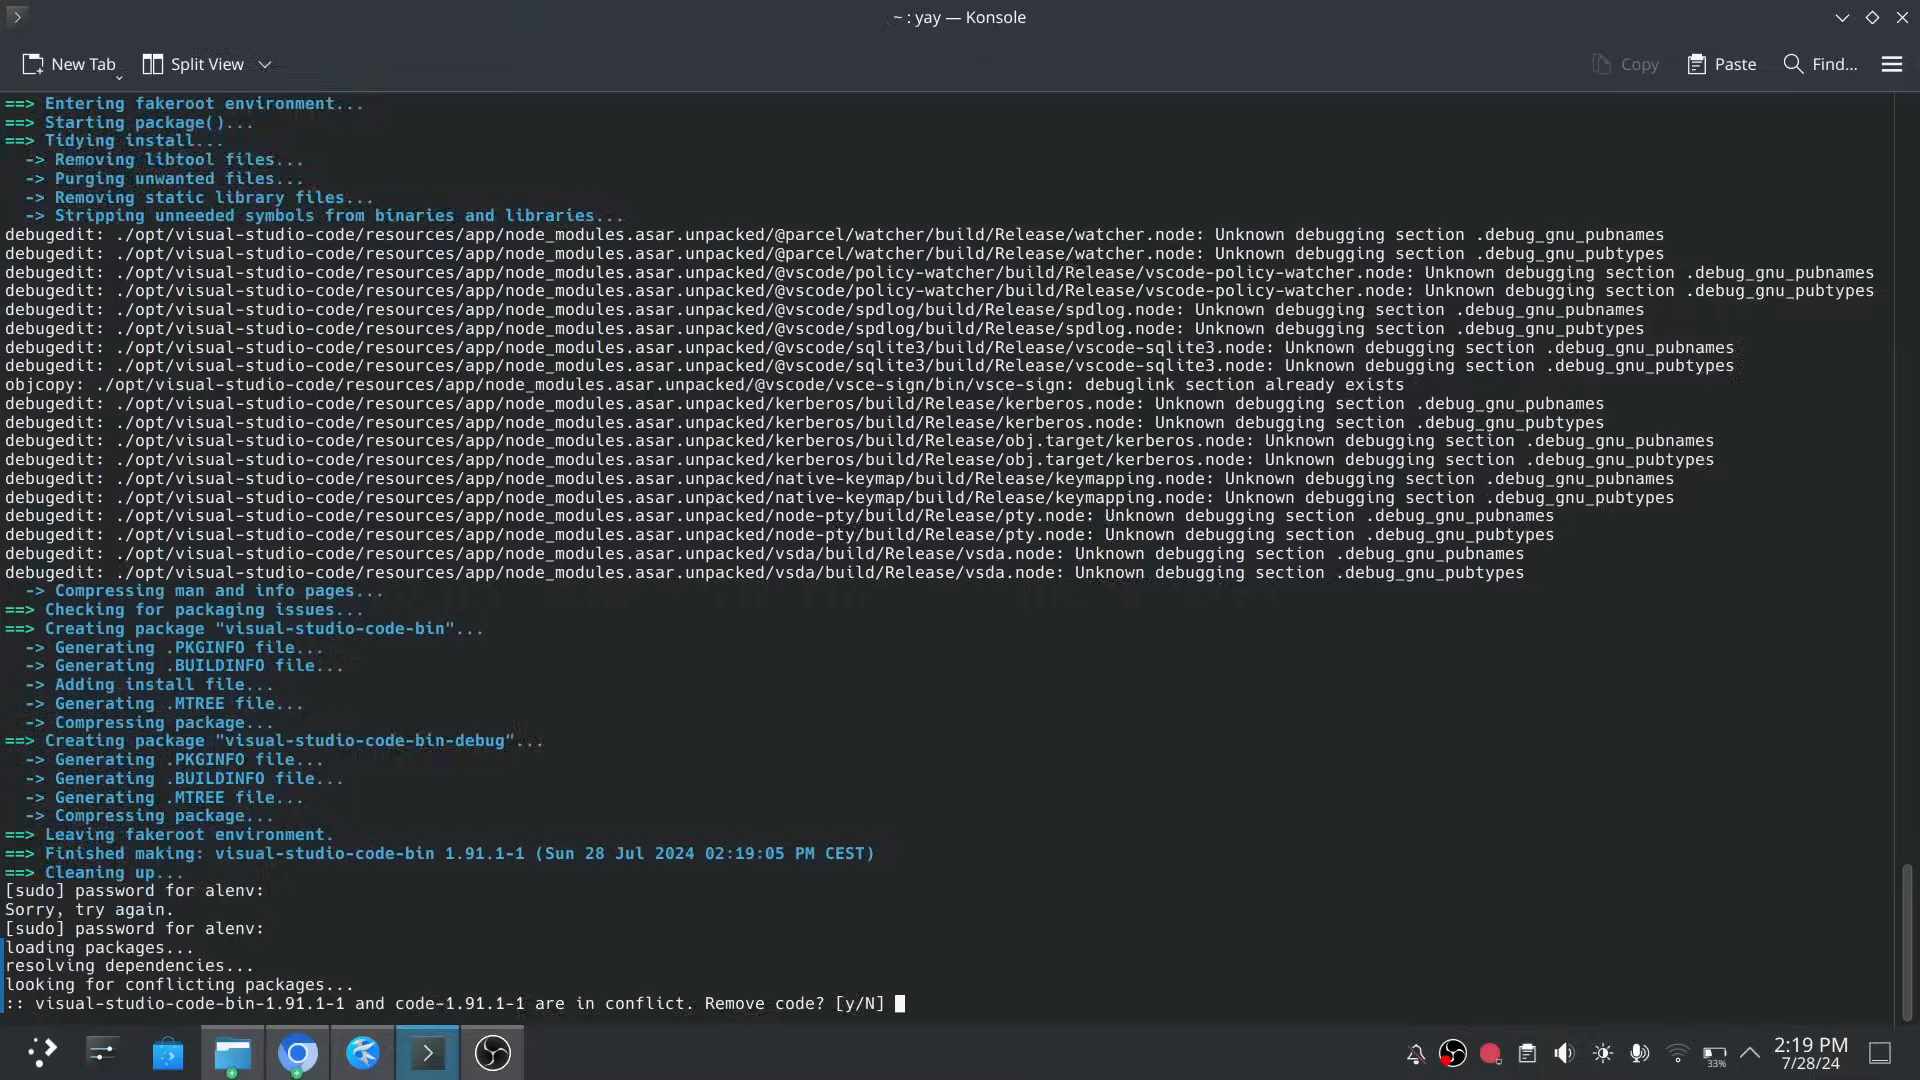 ~ : yay — Konsole
New Tab
Split View
Copy
Paste
Find...
==> Entering fakeroot environment...
==> Starting package()...
==> Tidying install...
-> Removing libtool files...
-> Purging unwanted files...
-> Removing static library files...
-> Stripping unneeded symbols from binaries and libraries...
debugedit: ./opt/visual-studio-code/resources/app/node_modules.asar.unpacked/@parcel/watcher/build/Release/watcher.node: Unknown debugging section .debug_gnu_pubnames
debugedit: ./opt/visual-studio-code/resources/app/node_modules.asar.unpacked/@parcel/watcher/build/Release/watcher.node: Unknown debugging section .debug_gnu_pubtypes
debugedit: ./opt/visual-studio-code/resources/app/node_modules.asar.unpacked/@vscode/policy-watcher/build/Release/vscode-policy-watcher.node: Unknown debugging section .debug_gnu_pubnames
debugedit: ./opt/visual-studio-code/resources/app/node_modules.asar.unpacked/@vscode/policy-watcher/build/Release/vscode-policy-watcher.node: Unknown debugging section .debug_gnu_pubtypes
debugedit: ./opt/visual-studio-code/resources/app/node_modules.asar.unpacked/@vscode/spdlog/build/Release/spdlog.node: Unknown debugging section .debug_gnu_pubnames
debugedit: ./opt/visual-studio-code/resources/app/node_modules.asar.unpacked/@vscode/spdlog/build/Release/spdlog.node: Unknown debugging section .debug_gnu_pubtypes
debugedit: ./opt/visual-studio-code/resources/app/node_modules.asar.unpacked/@vscode/sqlite3/build/Release/vscode-sqlite3.node: Unknown debugging section .debug_gnu_pubnames
debugedit: ./opt/visual-studio-code/resources/app/node_modules.asar.unpacked/@vscode/sqlite3/build/Release/vscode-sqlite3.node: Unknown debugging section .debug_gnu_pubtypes
objcopy: ./opt/visual-studio-code/resources/app/node_modules.asar.unpacked/@vscode/vsce-sign/bin/vsce-sign: debuglink section already exists
debugedit: ./opt/visual-studio-code/resources/app/node_modules.asar.unpacked/kerberos/build/Release/kerberos.node: Unknown debugging section .debug_gnu_pubnames
debugedit: ./opt/visual-studio-code/resources/app/node_modules.asar.unpacked/kerberos/build/Release/kerberos.node: Unknown debugging section .debug_gnu_pubtypes
debugedit: ./opt/visual-studio-code/resources/app/node_modules.asar.unpacked/kerberos/build/Release/obj.target/kerberos.node: Unknown debugging section .debug_gnu_pubnames
debugedit: ./opt/visual-studio-code/resources/app/node_modules.asar.unpacked/kerberos/build/Release/obj.target/kerberos.node: Unknown debugging section .debug_gnu_pubtypes
debugedit: ./opt/visual-studio-code/resources/app/node_modules.asar.unpacked/native-keymap/build/Release/keymapping.node: Unknown debugging section .debug_gnu_pubnames
debugedit: ./opt/visual-studio-code/resources/app/node_modules.asar.unpacked/native-keymap/build/Release/keymapping.node: Unknown debugging section .debug_gnu_pubtypes
debugedit: ./opt/visual-studio-code/resources/app/node_modules.asar.unpacked/node-pty/build/Release/pty.node: Unknown debugging section .debug_gnu_pubnames
debugedit: ./opt/visual-studio-code/resources/app/node_modules.asar.unpacked/node-pty/build/Release/pty.node: Unknown debugging section .debug_gnu_pubtypes
debugedit: ./opt/visual-studio-code/resources/app/node_modules.asar.unpacked/vsda/build/Release/vsda.node: Unknown debugging section .debug_gnu_pubnames
debugedit: ./opt/visual-studio-code/resources/app/node_modules.asar.unpacked/vsda/build/Release/vsda.node: Unknown debugging section .debug_gnu_pubtypes
-> Compressing man and info pages...
==> Checking for packaging issues...
==> Creating package "visual-studio-code-bin"...
-> Generating .PKGINFO file...
-> Generating .BUILDINFO file...
-> Adding install file...
-> Generating .MTREE file...
-> Compressing package...
==> Creating package "visual-studio-code-bin-debug"...
-> Generating .PKGINFO file...
-> Generating .BUILDINFO file...
-> Generating .MTREE file...
-> Compressing package...
==> Leaving fakeroot environment.
==> Finished making: visual-studio-code-bin 1.91.1-1 (Sun 28 Jul 2024 02:19:05 PM CEST)
==> Cleaning up...
[sudo] password for alenv:
Sorry, try again.
[sudo] password for alenv:
loading packages...
resolving dependencies...
looking for conflicting packages...
:: visual-studio-code-bin-1.91.1-1 and code-1.91.1-1 are in conflict. Remove code? [y/N]
33%
2:19 PM
7/28/24